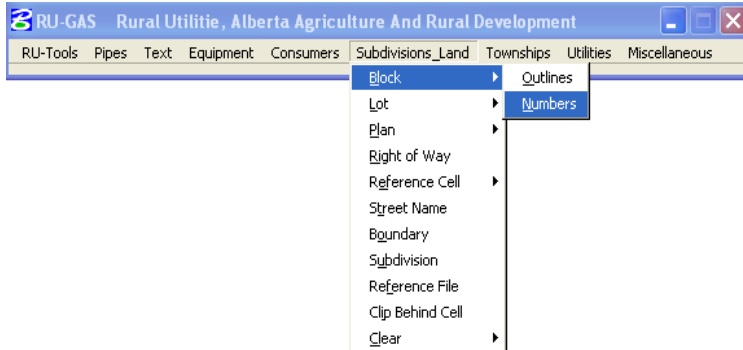 RU-GAS Rural Utilitie, Alberta Agriculture And Rural Development
RU-Tools Pipes Text Equipment Consumers Subdivisions_Land Townships Utilities Miscellaneous
Block Outlines
Lot Numbers
Plan
Right of Way
Reference Cell
Street Name
Boundary
Subdivision
Reference File
Clip Behind Cell
Clear